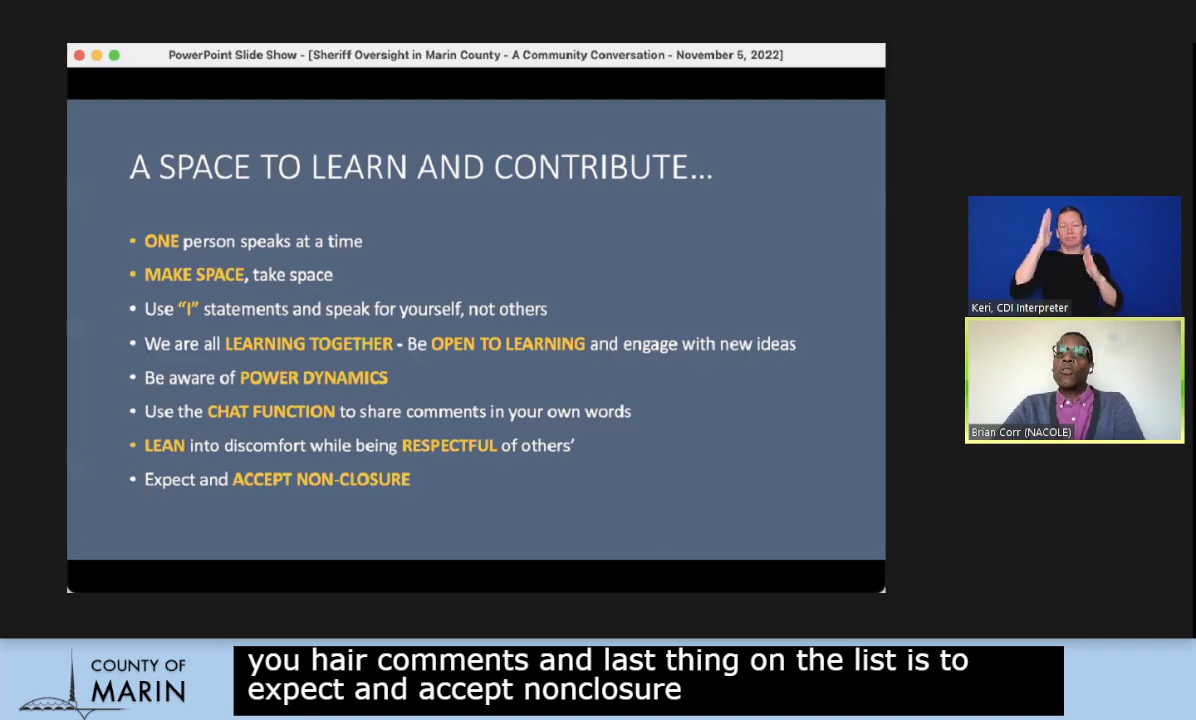 PowerPoint Slide Show - [Sheriff Oversight in Marin County - A Community Conversation - November 5, 2022]
A SPACE TO LEARN AND CONTRIBUTE...
• ONE person speaks at a time
• MAKE SPACE, take space
• Use “I” statements and speak for yourself, not others
• We are all LEARNING TOGETHER - Be OPEN TO LEARNING and engage with new ideas
• Be aware of POWER DYNAMICS
• Use the CHAT FUNCTION to share comments in your own words
• LEAN into discomfort while being RESPECTFUL of others’
• Expect and ACCEPT NON-CLOSURE
Keri, CDI Interpreter
Brian Corr (NACOLE)
COUNTY OF
MARIN
you hair comments and last thing on the list is to
expect and accept nonclosure